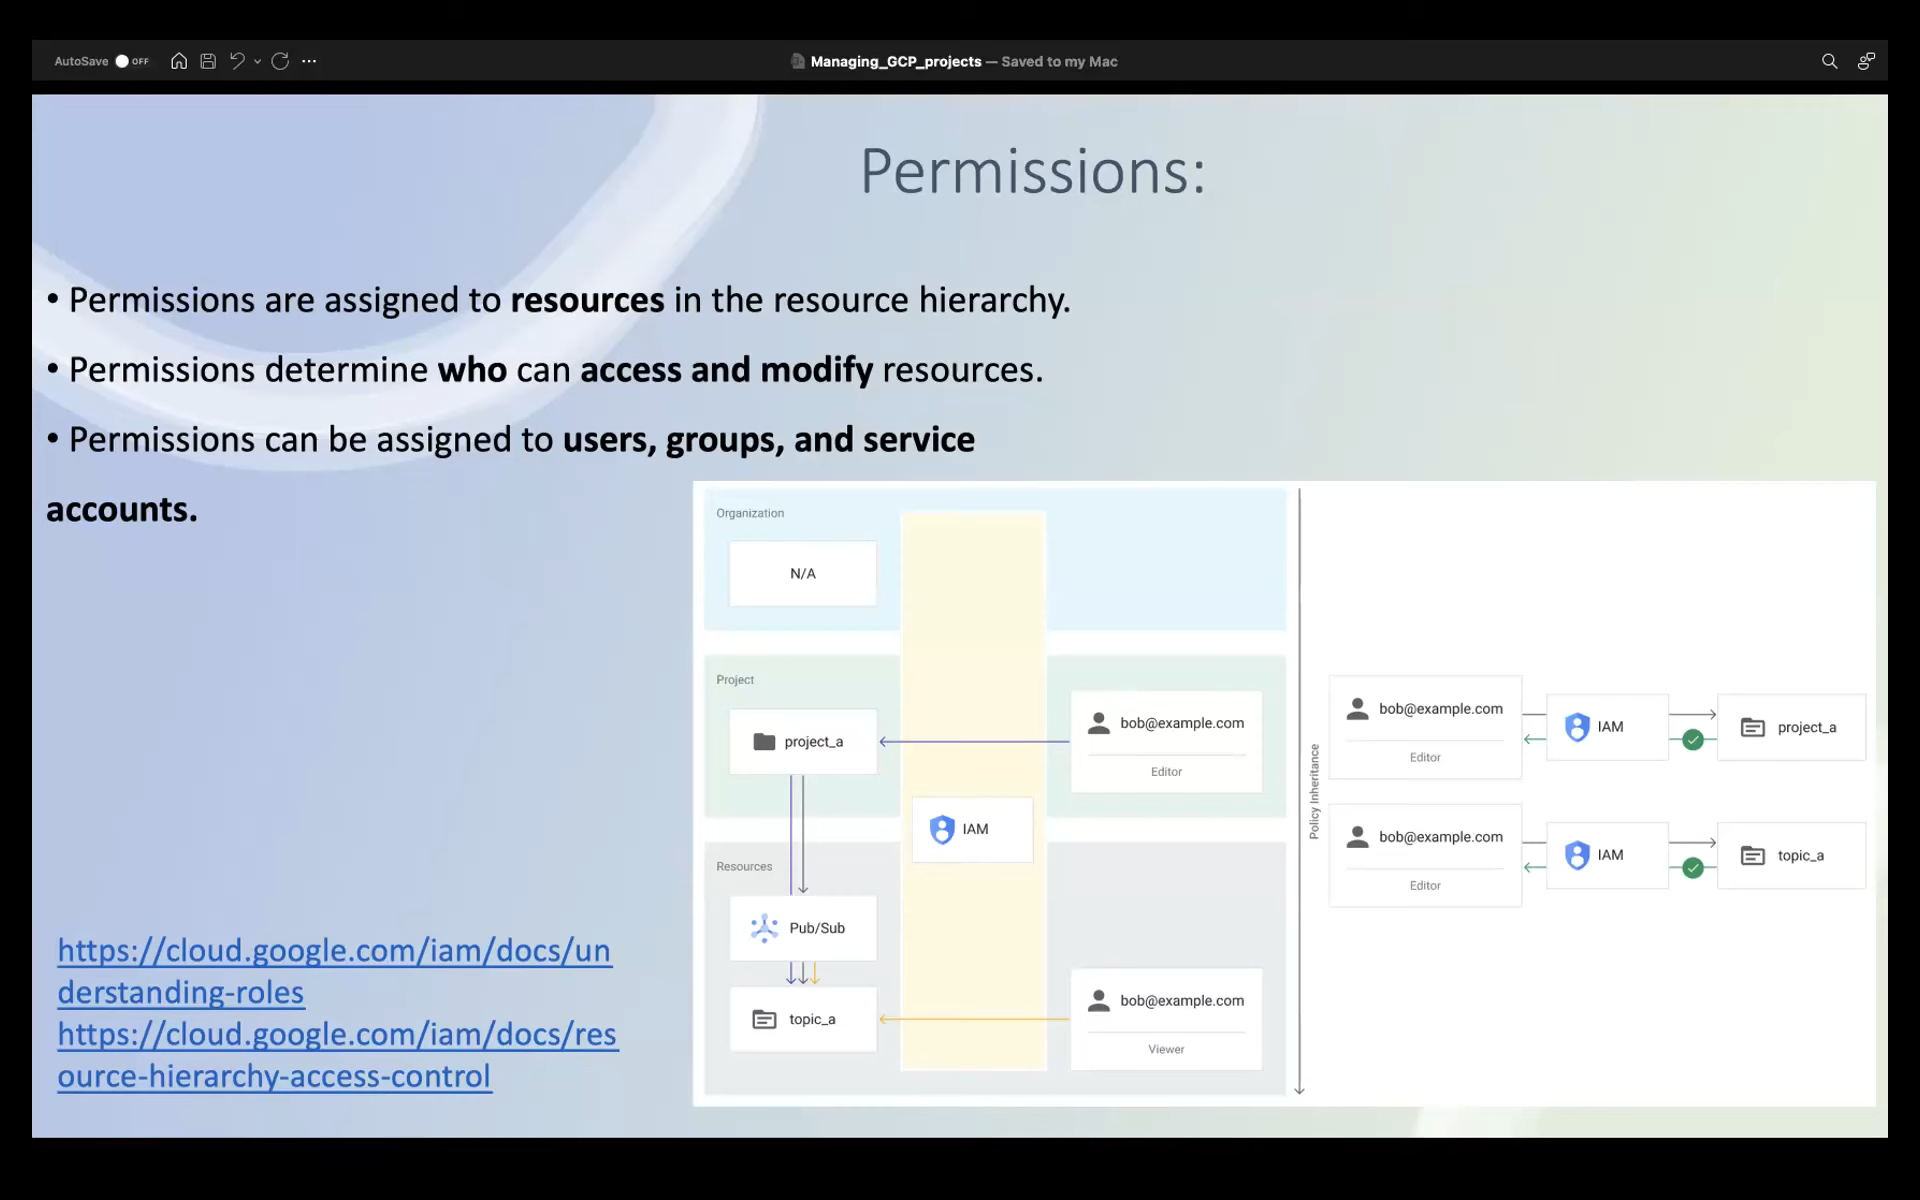 AutoSave OFF
Managing_GCP_projects — Saved to my Mac
Permissions:
• Permissions are assigned to resources in the resource hierarchy.
• Permissions determine who can access and modify resources.
• Permissions can be assigned to users, groups, and service
accounts.
https://cloud.google.com/iam/docs/un
derstanding-roles
https://cloud.google.com/iam/docs/res
ource-hierarchy-access-control
Organization
N/A
Project
project_a
bob@example.com
Editor
IAM
Resources
Pub/Sub
topic_a
bob@example.com
Viewer
Policy Inheritance
bob@example.com
Editor
IAM
project_a
bob@example.com
Editor
IAM
topic_a